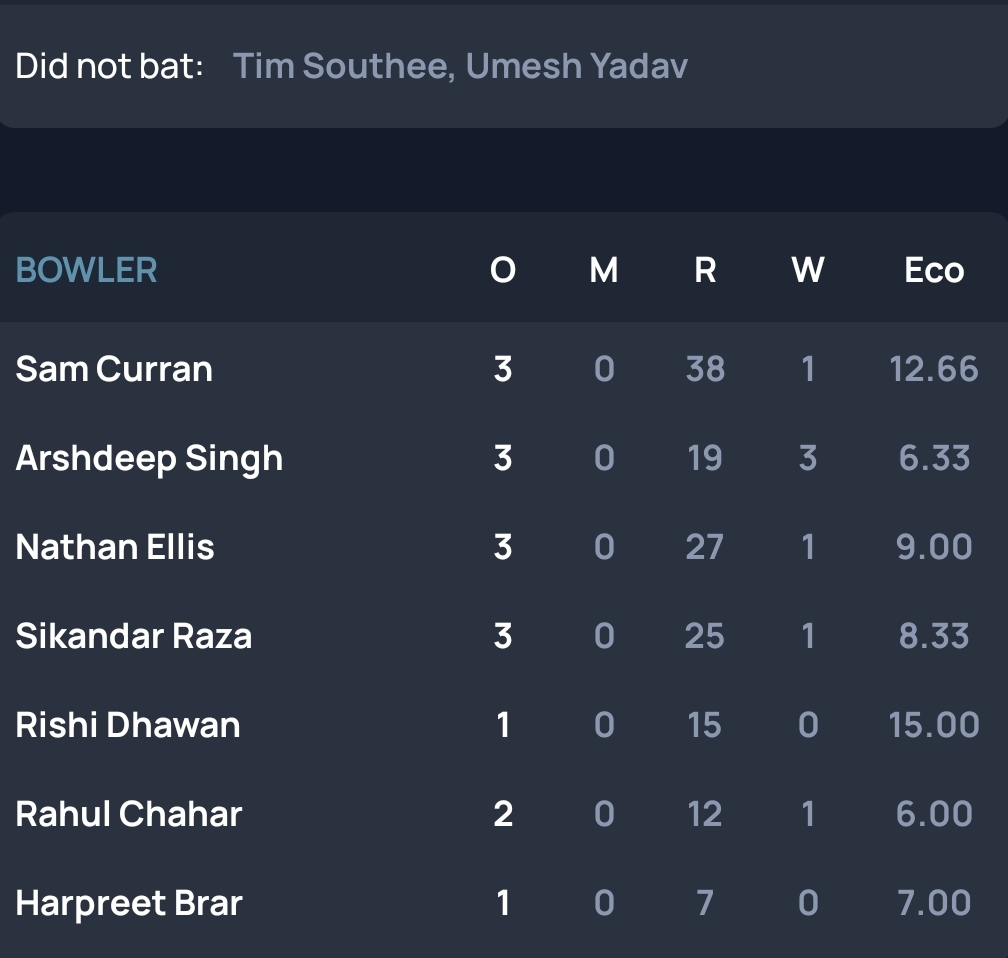 Did not bat: Tim Southee, Umesh Yadav
BOWLER O M R W Eco
Sam Curran 3 0 38 1 12.66
Arshdeep Singh 3 0 19 3 6.33
Nathan Ellis 3 0 27 1 9.00
Sikandar Raza 3 0 25 1 8.33
Rishi Dhawan 1 0 15 0 15.00
Rahul Chahar 2 0 12 1 6.00
Harpreet Brar 1 0 7 0 7.00